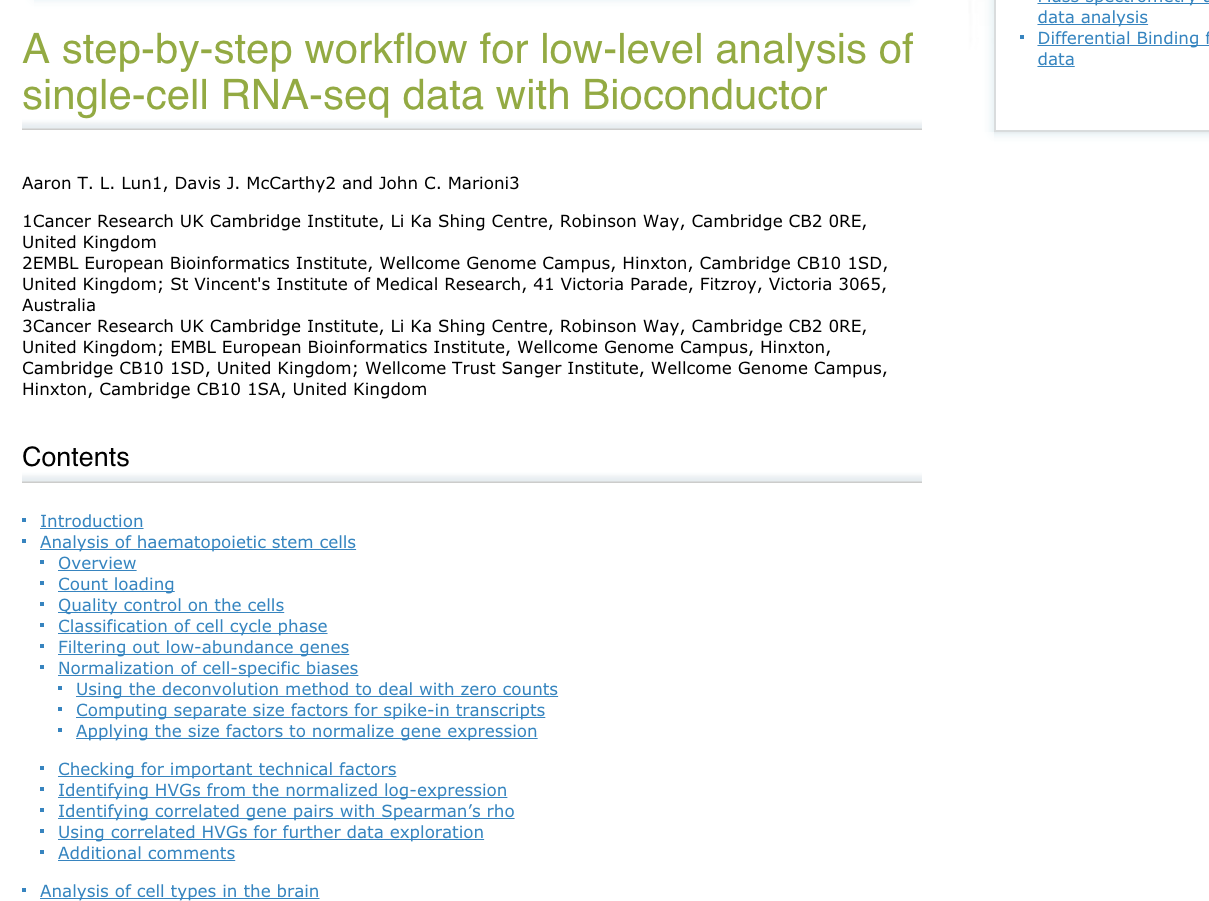 A step-by-step workflow for low-level analysis of
single-cell RNA-seq data with Bioconductor
Aaron T. L. Lun1, Davis J. McCarthy2 and John C. Marioni3
1Cancer Research UK Cambridge Institute, Li Ka Shing Centre, Robinson Way, Cambridge CB2 0RE,
United Kingdom
2EMBL European Bioinformatics Institute, Wellcome Genome Campus, Hinxton, Cambridge CB10 1SD,
United Kingdom; St Vincent's Institute of Medical Research, 41 Victoria Parade, Fitzroy, Victoria 3065,
Australia
3Cancer Research UK Cambridge Institute, Li Ka Shing Centre, Robinson Way, Cambridge CB2 0RE,
United Kingdom; EMBL European Bioinformatics Institute, Wellcome Genome Campus, Hinxton,
Cambridge CB10 1SD, United Kingdom; Wellcome Trust Sanger Institute, Wellcome Genome Campus,
Hinxton, Cambridge CB10 1SA, United Kingdom
Contents
Introduction
Analysis of haematopoietic stem cells
Overview
Count loading
Quality control on the cells
Classification of cell cycle phase
Filtering out low-abundance genes
Normalization of cell-specific biases
Using the deconvolution method to deal with zero counts
Computing separate size factors for spike-in transcripts
Applying the size factors to normalize gene expression
Checking for important technical factors
Identifying HVGs from the normalized log-expression
Identifying correlated gene pairs with Spearman’s rho
Using correlated HVGs for further data exploration
Additional comments
Analysis of cell types in the brain
data analysis
Differential Binding f
data